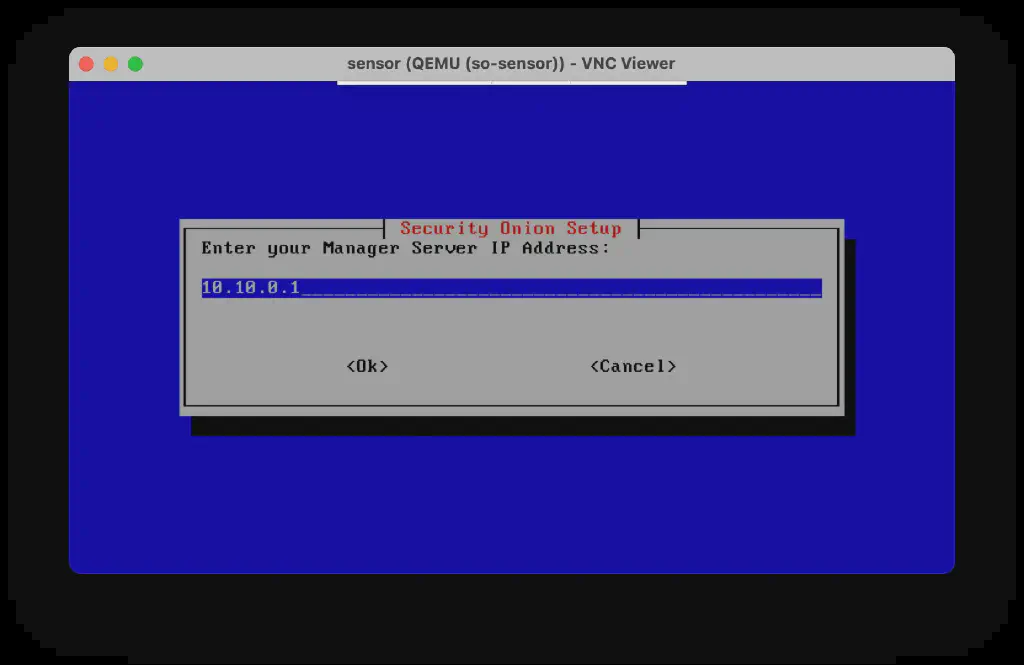 sensor (QEMU (so-sensor)) - VNC Viewer
Security Onion Setup
Enter your Manager Server IP Address:
10.10.0.1
<Ok> <Cancel>